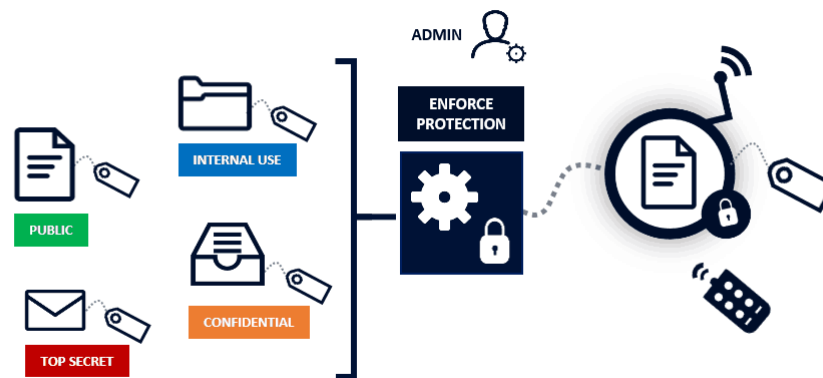 ADMIN
ENFORCE
PROTECTION
INTERNAL USE
PUBLIC
CONFIDENTIAL
TOP SECRET